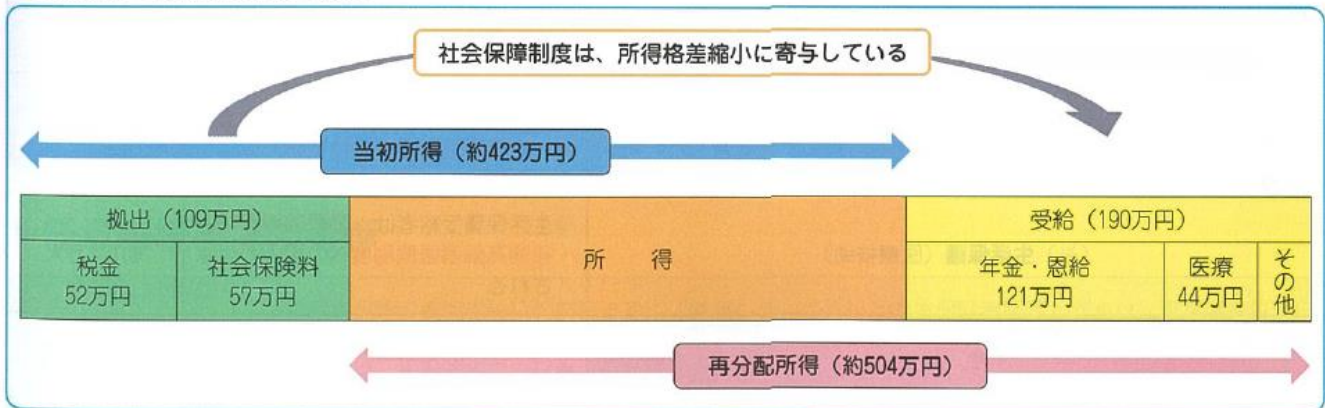 社会保障制度は、所得格差縮小に寄与している
当初所得（約423万円）
拠出（109万円）
税金
52万円
社会保険料
57万円
所　得
受給（190万円）
年金・恩給
121万円
医療
44万円
その他
再分配所得（約504万円）